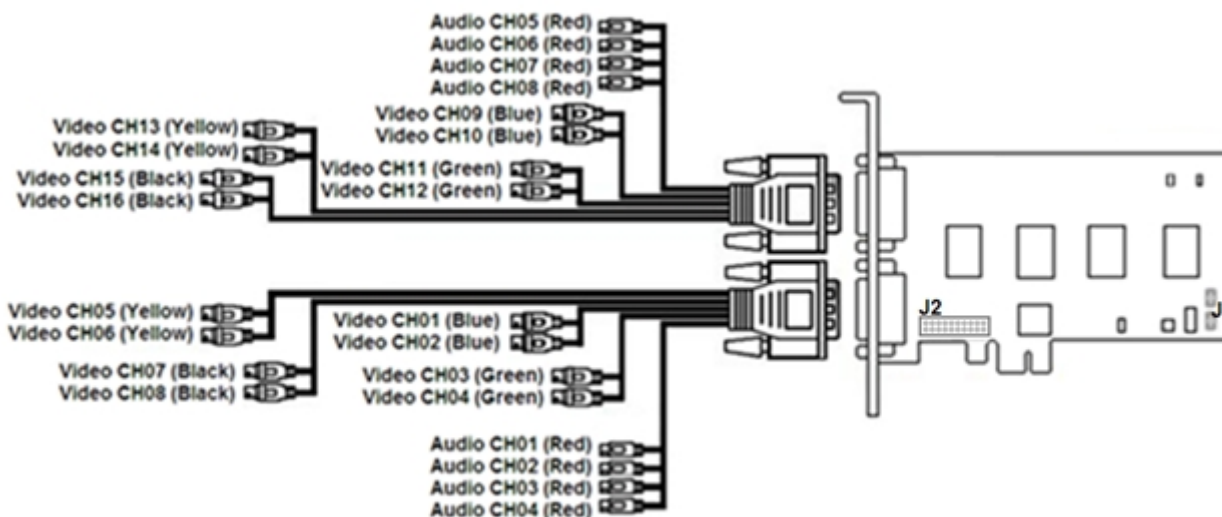 Audio CH05 (Red)
Audio CH06 (Red)
Audio CH07 (Red)
Audio CH08 (Red)
Video CH09 (Blue)
Video CH10 (Blue)
Video CH13 (Yellow)
Video CH14 (Yellow)
Video CH11 (Green)
Video CH12 (Green)
Video CH15 (Black)
Video CH16 (Black)
Video CH05 (Yellow)
Video CH06 (Yellow)
Video CH01 (Blue)
Video CH02 (Blue)
Video CH07 (Black)
Video CH08 (Black)
Video CH03 (Green)
Video CH04 (Green)
Audio CH01 (Red)
Audio CH02 (Red)
Audio CH03 (Red)
Audio CH04 (Red)
J2
J